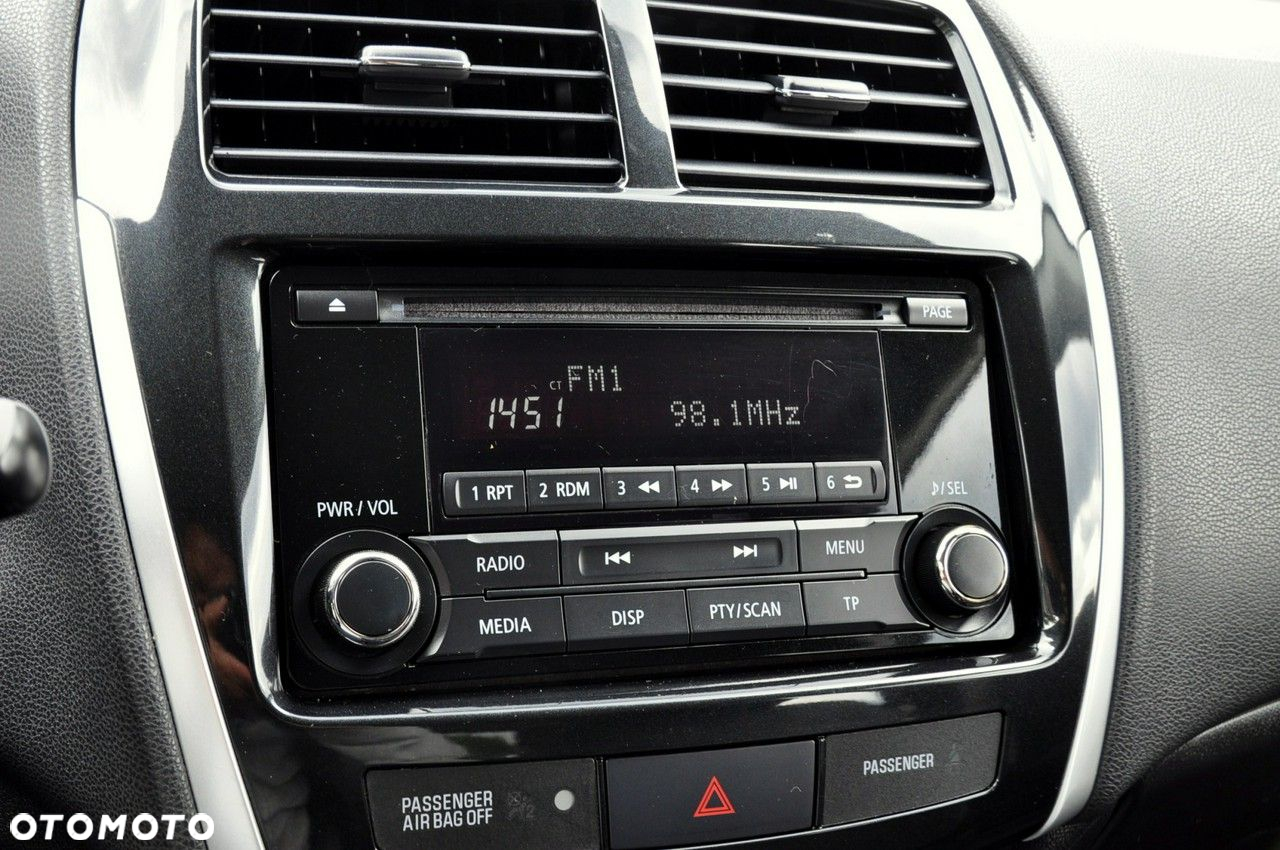 PAGE
CT FM1
1451 98.1MHz
1 RPT 2 RDM 3 4 5 6
PWR / VOL
/ SEL
RADIO MENU
MEDIA DISP PTY/SCAN TP
PASSENGER
AIR BAG OFF
PASSENGER
OTOMOTO